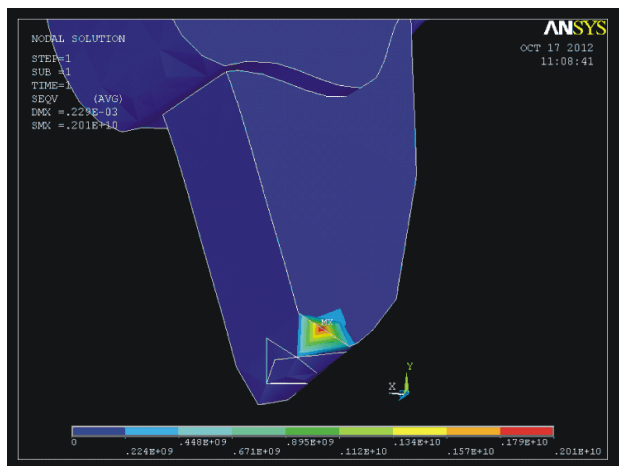 ANSYS
NODAL SOLUTION
OCT 17 2012
11:08:41
STEP=1
SUB =1
TIME=1
SEQV (AVG)
DMX =.229E-03
SMX =.201E+10
MX
Y
X
0 .448E+09 .895E+09 .134E+10 .179E+10
.224E+09 .671E+09 .112E+10 .157E+10 .201E+10